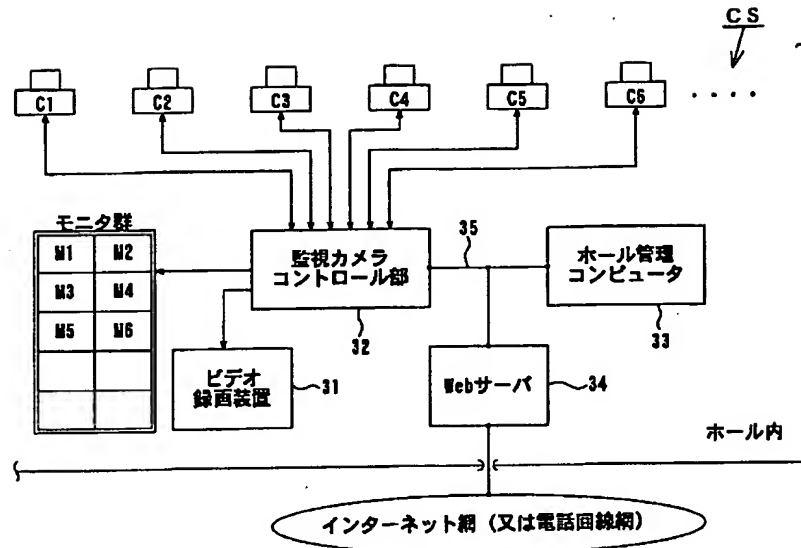 CS
C1 C2 C3 C4 C5 C6 ・・・・
モニタ群
M1 M2
M3 M4
M5 M6
監視カメラ
コントロール部
32
35
ホール管理
コンピュータ
33
ビデオ
録画装置
31
Webサーバ
34
ホール内
インターネット網(又は電話回線網)